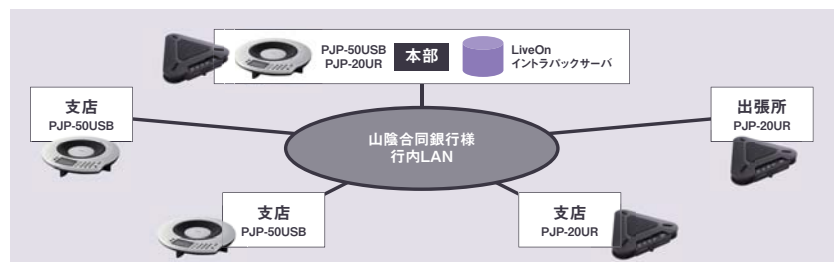 PJP-50USB
PJP-20UR
本部
LiveOn
イントラパックサーバ
支店
PJP-50USB
出張所
PJP-20UR
山陰合同銀行様
行内LAN
支店
PJP-50USB
支店
PJP-20UR